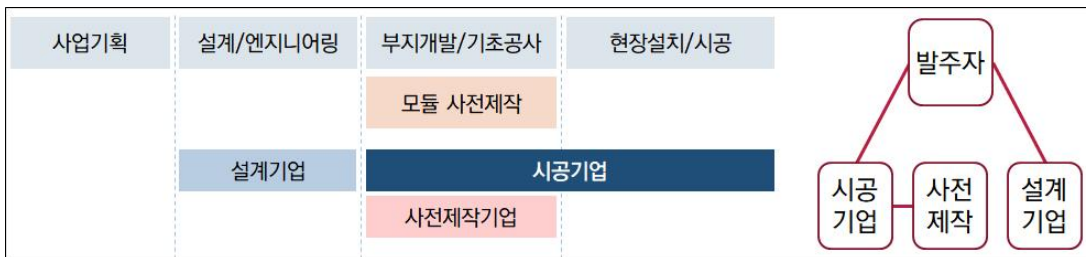 사업기획
설계/엔지니어링
부지개발/기초공사
현장설치/시공
모듈 사전제작
설계기업
시공기업
사전제작기업
발주자
시공
기업
사전
제작
설계
기업